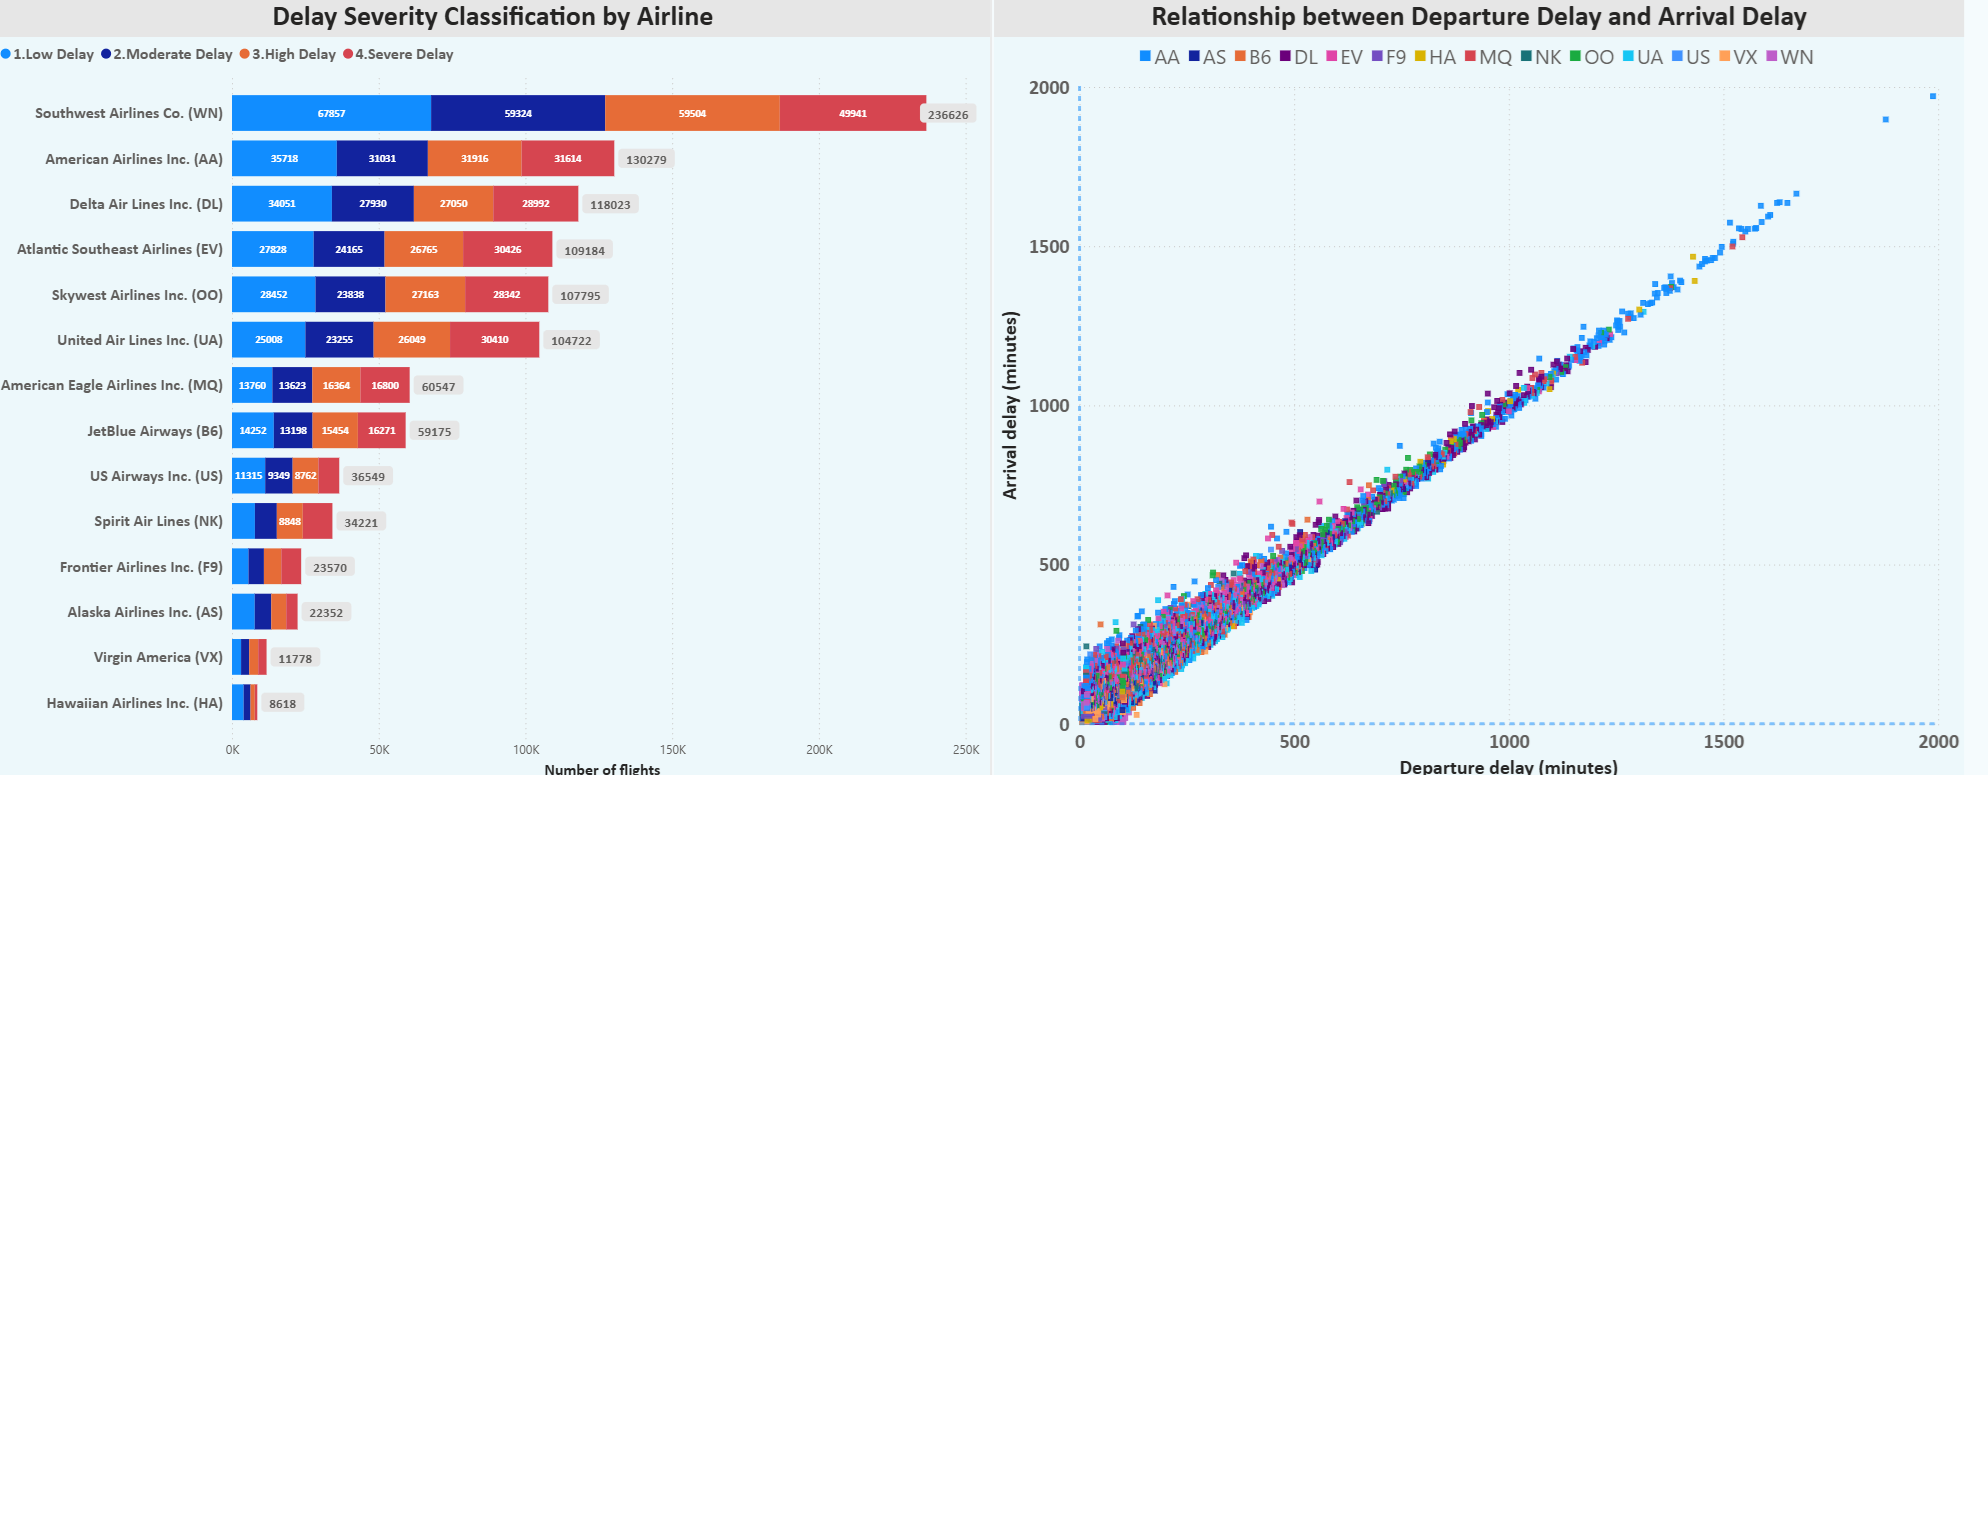 Delay Severity Classification by Airline
1.Low Delay 2.Moderate Delay 3.High Delay 4.Severe Delay
Southwest Airlines Co. (WN) 67857 59324 59504 49941 236626
American Airlines Inc. (AA) 35718 31031 31916 31614 130279
Delta Air Lines Inc. (DL) 34051 27930 27050 28992 118023
Atlantic Southeast Airlines (EV) 27828 24165 26765 30426 109184
Skywest Airlines Inc. (OO) 28452 23838 27163 28342 107795
United Air Lines Inc. (UA) 25008 23255 26049 30410 104722
American Eagle Airlines Inc. (MQ) 13760 13623 16364 16800 60547
JetBlue Airways (B6) 14252 13198 15454 16271 59175
US Airways Inc. (US) 11315 9349 8762 36549
Spirit Air Lines (NK) 8848 34221
Frontier Airlines Inc. (F9) 23570
Alaska Airlines Inc. (AS) 22352
Virgin America (VX) 11778
Hawaiian Airlines Inc. (HA) 8618
0K 50K 100K 150K 200K 250K
Number of flights
Relationship between Departure Delay and Arrival Delay
AA AS B6 DL EV F9 HA MQ NK OO UA US VX WN
Arrival delay (minutes)
2000
1500
1000
500
0
0 500 1000 1500 2000
Departure delay (minutes)